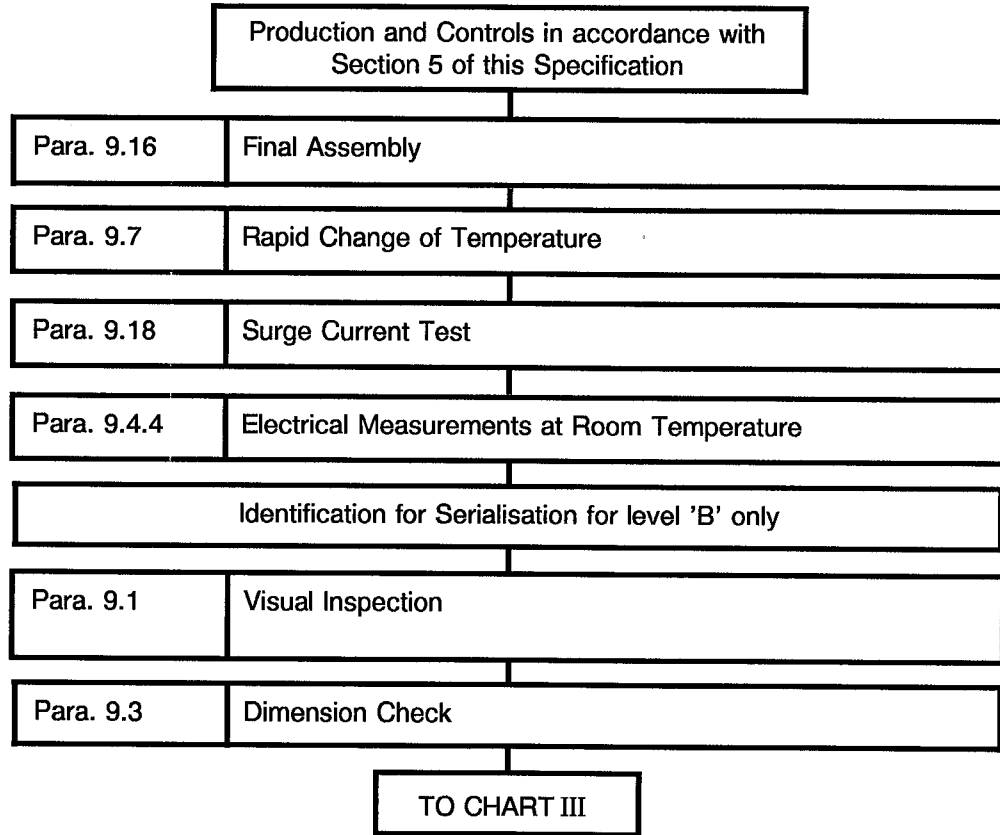 Production and Controls in accordance with
Section 5 of this Specification
Para. 9.16 Final Assembly
Para. 9.7 Rapid Change of Temperature
Para. 9.18 Surge Current Test
Para. 9.4.4 Electrical Measurements at Room Temperature
Identification for Serialisation for level 'B' only
Para. 9.1 Visual Inspection
Para. 9.3 Dimension Check
TO CHART III